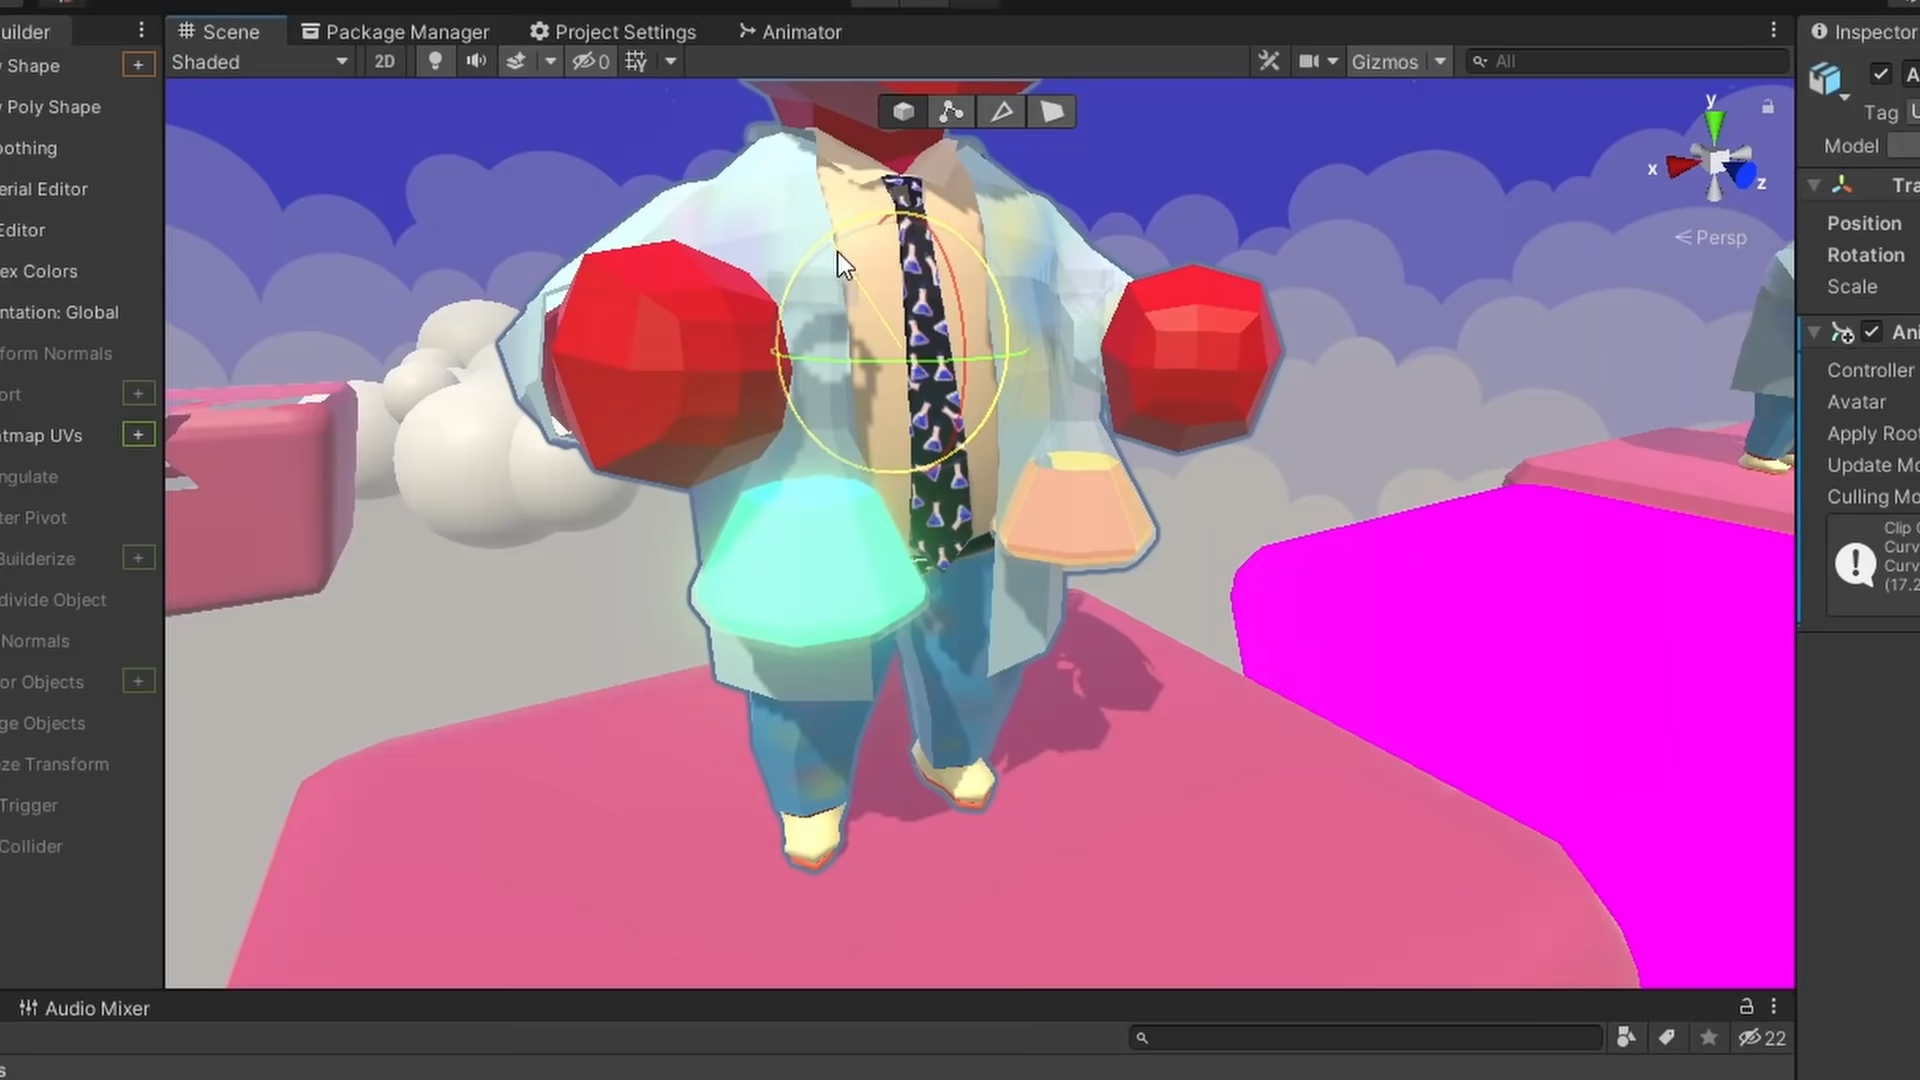 uilder
Scene
Package Manager
Project Settings
Animator
Inspector
Shape
Shaded
2D
0
Gizmos
All
Poly Shape
oothing
erial Editor
Editor
ex Colors
ntation: Global
form Normals
ort
tmap UVs
ngulate
ter Pivot
Builderize
divide Object
Normals
or Objects
ge Objects
ze Transform
Trigger
Collider
y
x
z
Persp
A
Tag U
Model
Tra
Position
Rotation
Scale
Ani
Controller
Avatar
Apply Root
Update Mo
Culling Mo
Clip C
Curv
Curv
(17.2
Audio Mixer
22
s